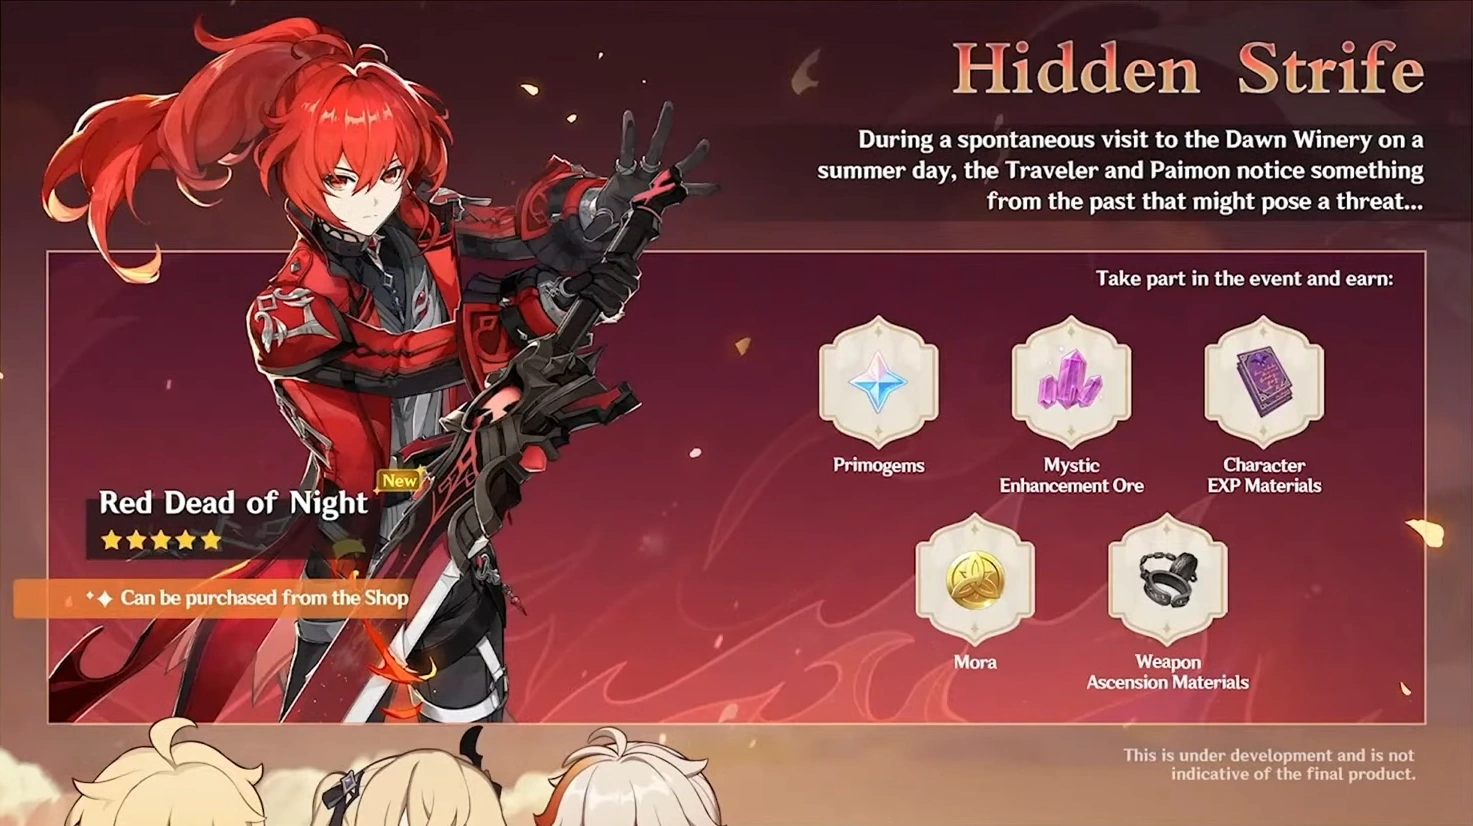 Hidden Strife
During a spontaneous visit to the Dawn Winery on a
summer day, the Traveler and Paimon notice something
from the past that might pose a threat...
Take part in the event and earn:
Primogems
Mystic
Enhancement Ore
Character
EXP Materials
New
Red Dead of Night
Can be purchased from the Shop
Mora
Weapon
Ascension Materials
This is under development and is not
indicative of the final product.